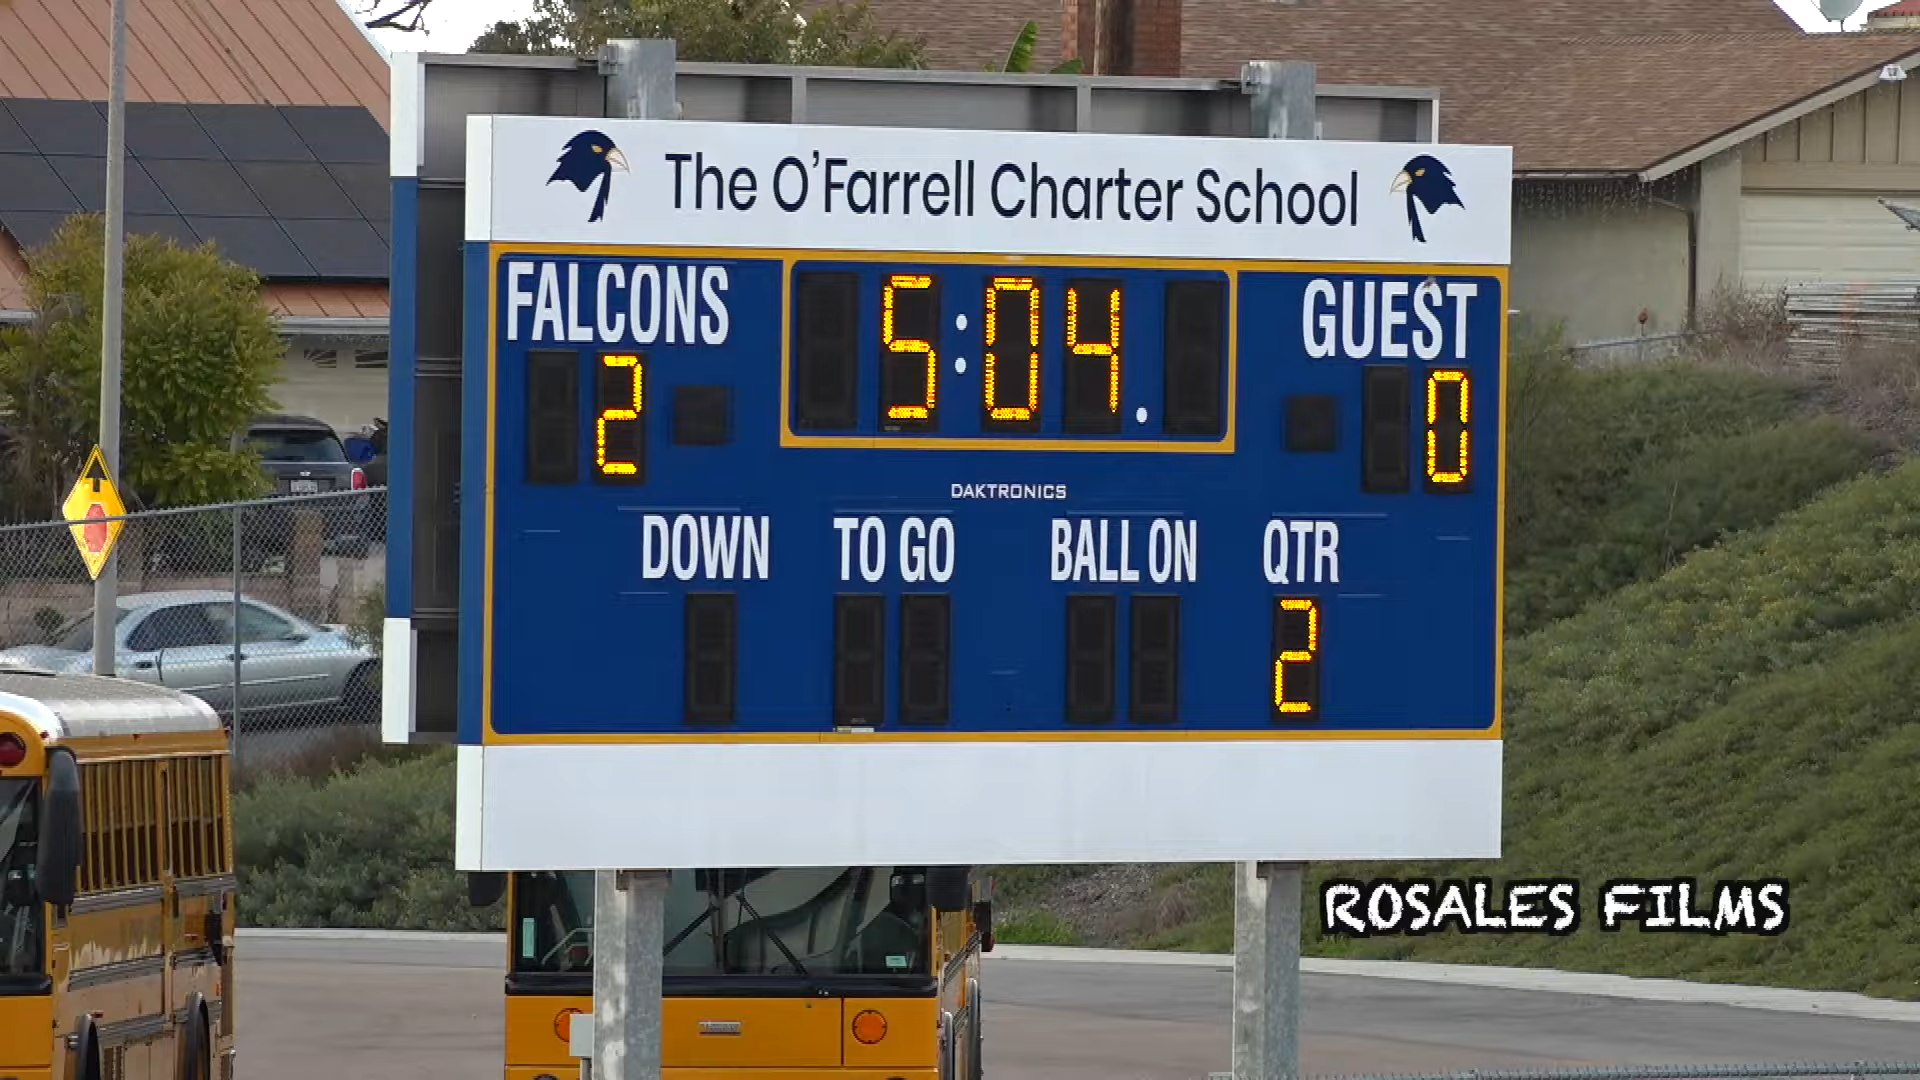 The O'Farrell Charter School
FALCONS 5:04. GUEST
2 0
DAKTRONICS
DOWN TO GO BALL ON QTR
2
ROSALES FILMS